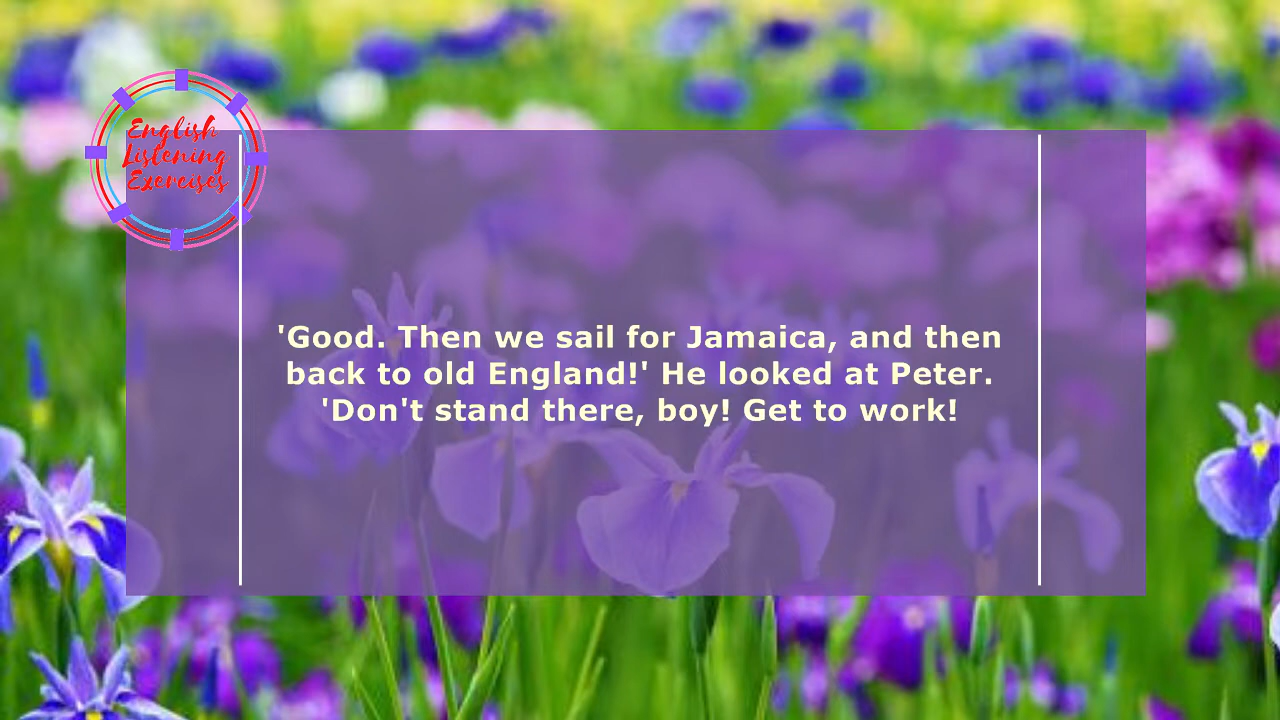 English
Listening
Exercises
'Good. Then we sail for Jamaica, and then
back to old England!' He looked at Peter.
'Don't stand there, boy! Get to work!